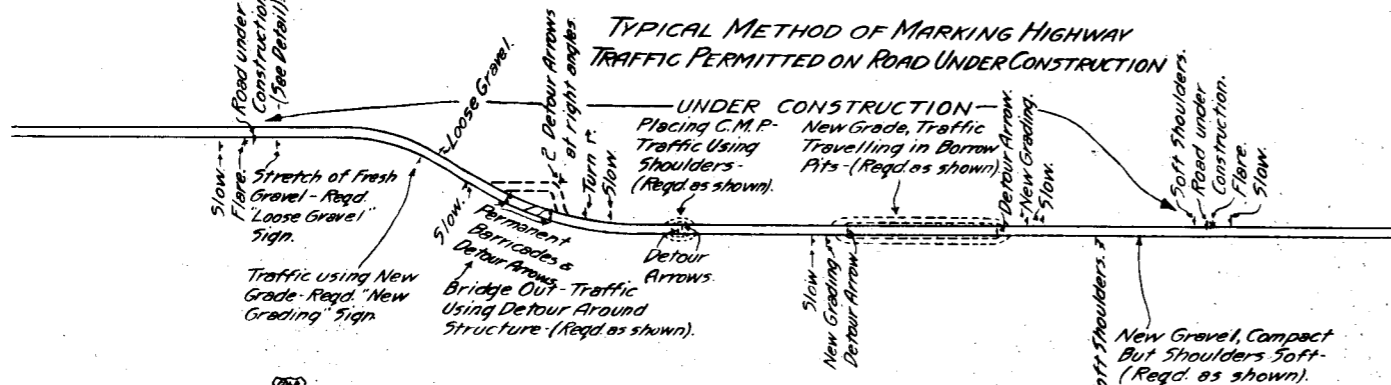 TYPICAL METHOD OF MARKING HIGHWAY
TRAFFIC PERMITTED ON ROAD UNDER CONSTRUCTION
UNDER CONSTRUCTION
Road under
Construction
(See Detail).
Slow.
Flare.
Stretch of Fresh
Gravel - Reqd.
"Loose Gravel"
Sign.
Traffic using New
Grade - Reqd. "New
Grading" Sign
Loose Gravel.
Slow.
2 Detour Arrows
at right angles.
Turn r.
Slow.
Permanent
Barricades &
Detour Arrows.
Bridge Out - Traffic
Using Detour Around
Structure - (Reqd. as shown).
Placing C.M.P. -
Traffic Using
Shoulders -
(Reqd. as shown).
Detour
Arrows.
New Grade, Traffic
Travelling in Borrow
Pits - (Reqd. as shown)
Slow
New Grading
Detour Arrow.
Detour Arrow.
New Grading.
Slow.
Soft Shoulders.
Road under
Construction.
Flare.
Slow.
Shoulders.
New Gravel, Compact
But Shoulders Soft -
(Reqd. as shown).